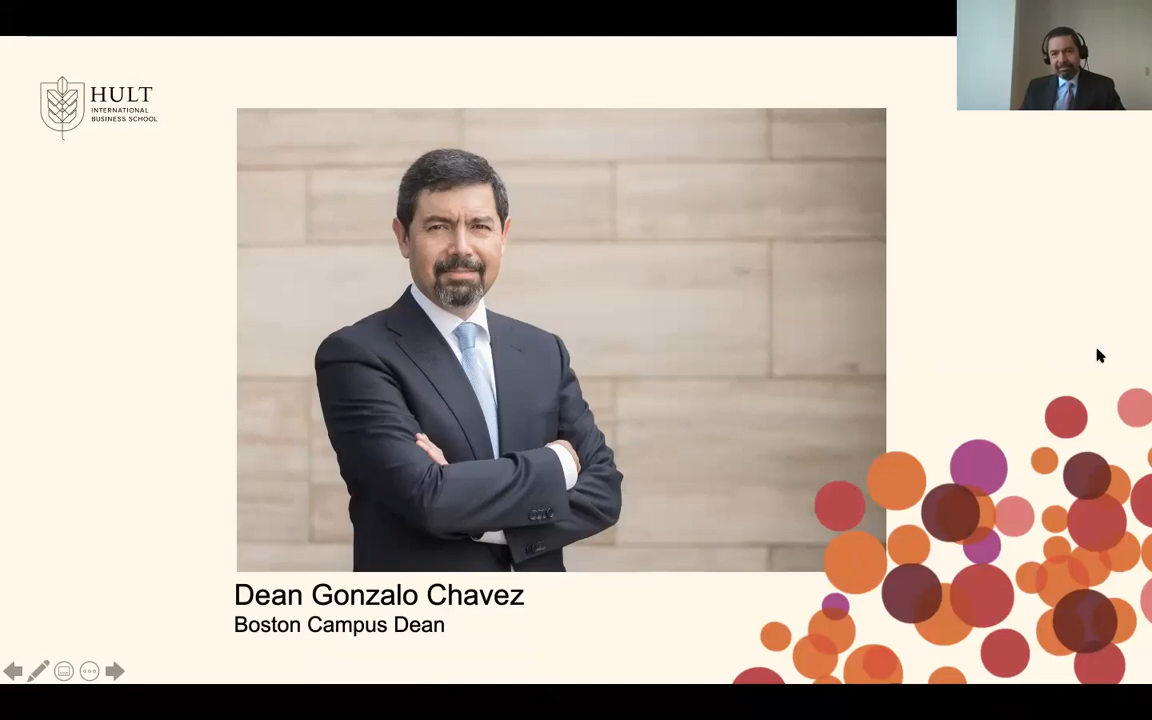 HULT
INTERNATIONAL
BUSINESS SCHOOL
Dean Gonzalo Chavez
Boston Campus Dean